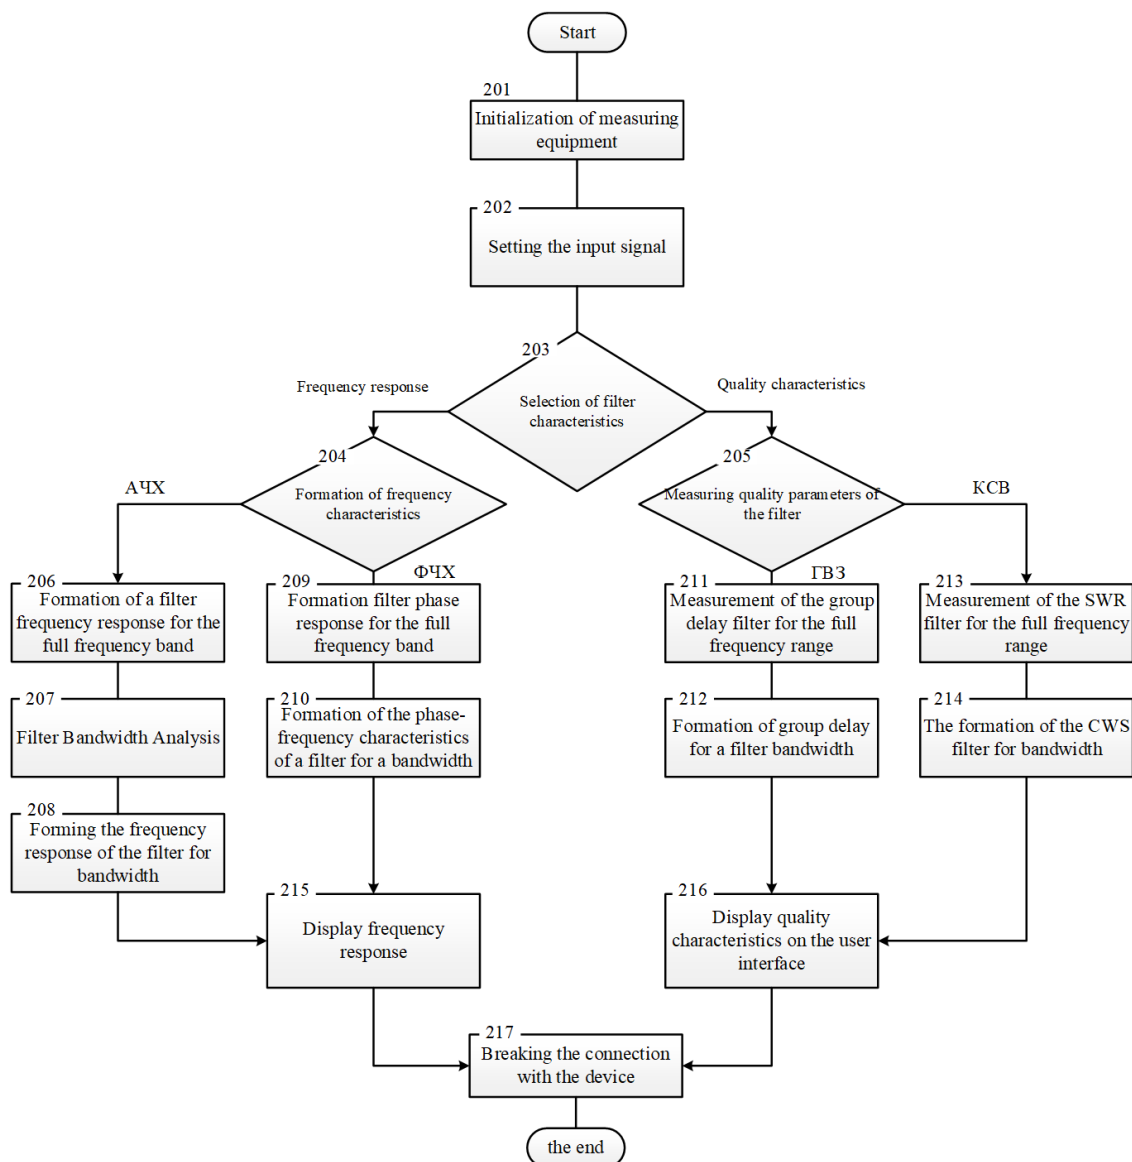 Start
201
Initialization of measuring
equipment
202
Setting the input signal
203
Selection of filter
characteristics
Frequency response
Quality characteristics
204
Formation of frequency
characteristics
205
Measuring quality parameters of
the filter
АЧХ
ФЧХ
ГВЗ
КСВ
206
Formation of a filter
frequency response for the
full frequency band
209
Formation filter phase
response for the full
frequency band
211
Measurement of the group
delay filter for the full
frequency range
213
Measurement of the SWR
filter for the full frequency
range
207
Filter Bandwidth Analysis
210
Formation of the phase-
frequency characteristics
of a filter for a bandwidth
212
Formation of group delay
for a filter bandwidth
214
The formation of the CWS
filter for bandwidth
208
Forming the frequency
response of the filter for
bandwidth
215
Display frequency
response
216
Display quality
characteristics on the user
interface
217
Breaking the connection
with the device
the end